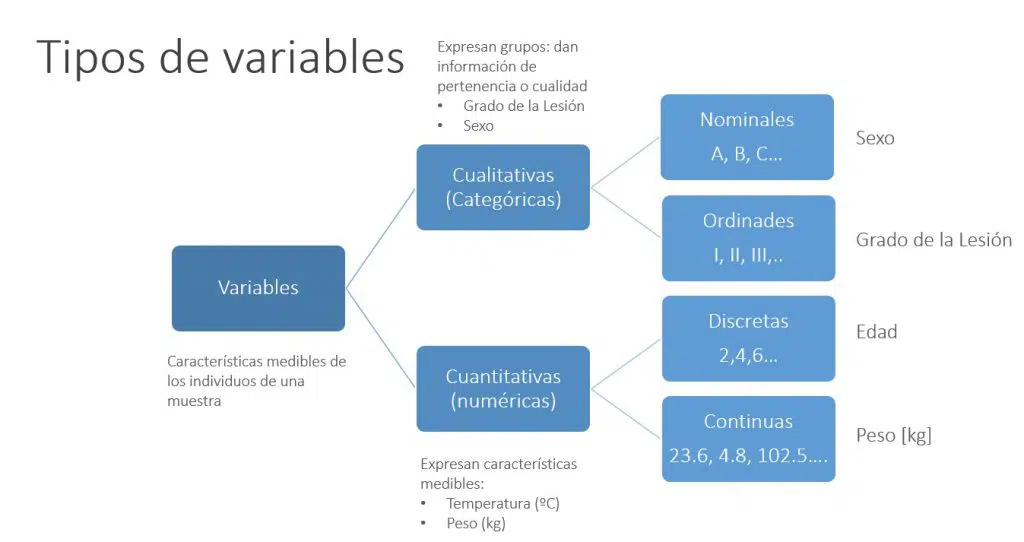 Tipos de variables
Expresan grupos: dan
información de
pertenencia o cualidad
• Grado de la Lesión
• Sexo
Cualitativas
(Categóricas)
Nominales
A, B, C...
Sexo
Ordinades
I, II, III,..
Grado de la Lesión
Variables
Características medibles de
los individuos de una
muestra
Cuantitativas
(numéricas)
Discretas
2,4,6...
Edad
Continuas
23.6, 4.8, 102.5....
Peso [kg]
Expresan características
medibles:
• Temperatura (ºC)
• Peso (kg)